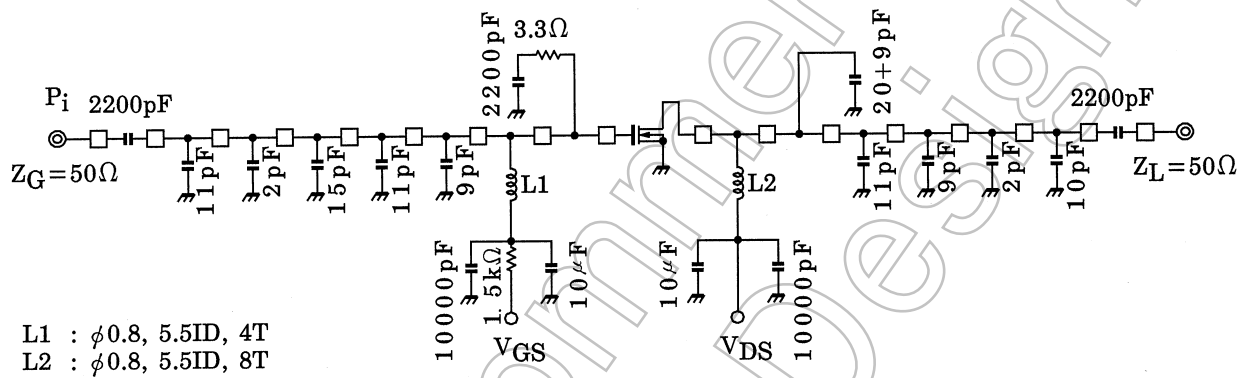 3.3Ω
2200pF
20+9pF
Pi
2200pF
2200pF
ZG=50Ω
ZL=50Ω
11pF
2pF
15pF
11pF
9pF
L1
L2
11pF
9pF
2pF
10pF
10000pF
1.5kΩ
10μF
10μF
10000pF
VGS
VDS
L1 : φ0.8, 5.5ID, 4T
L2 : φ0.8, 5.5ID, 8T
Design